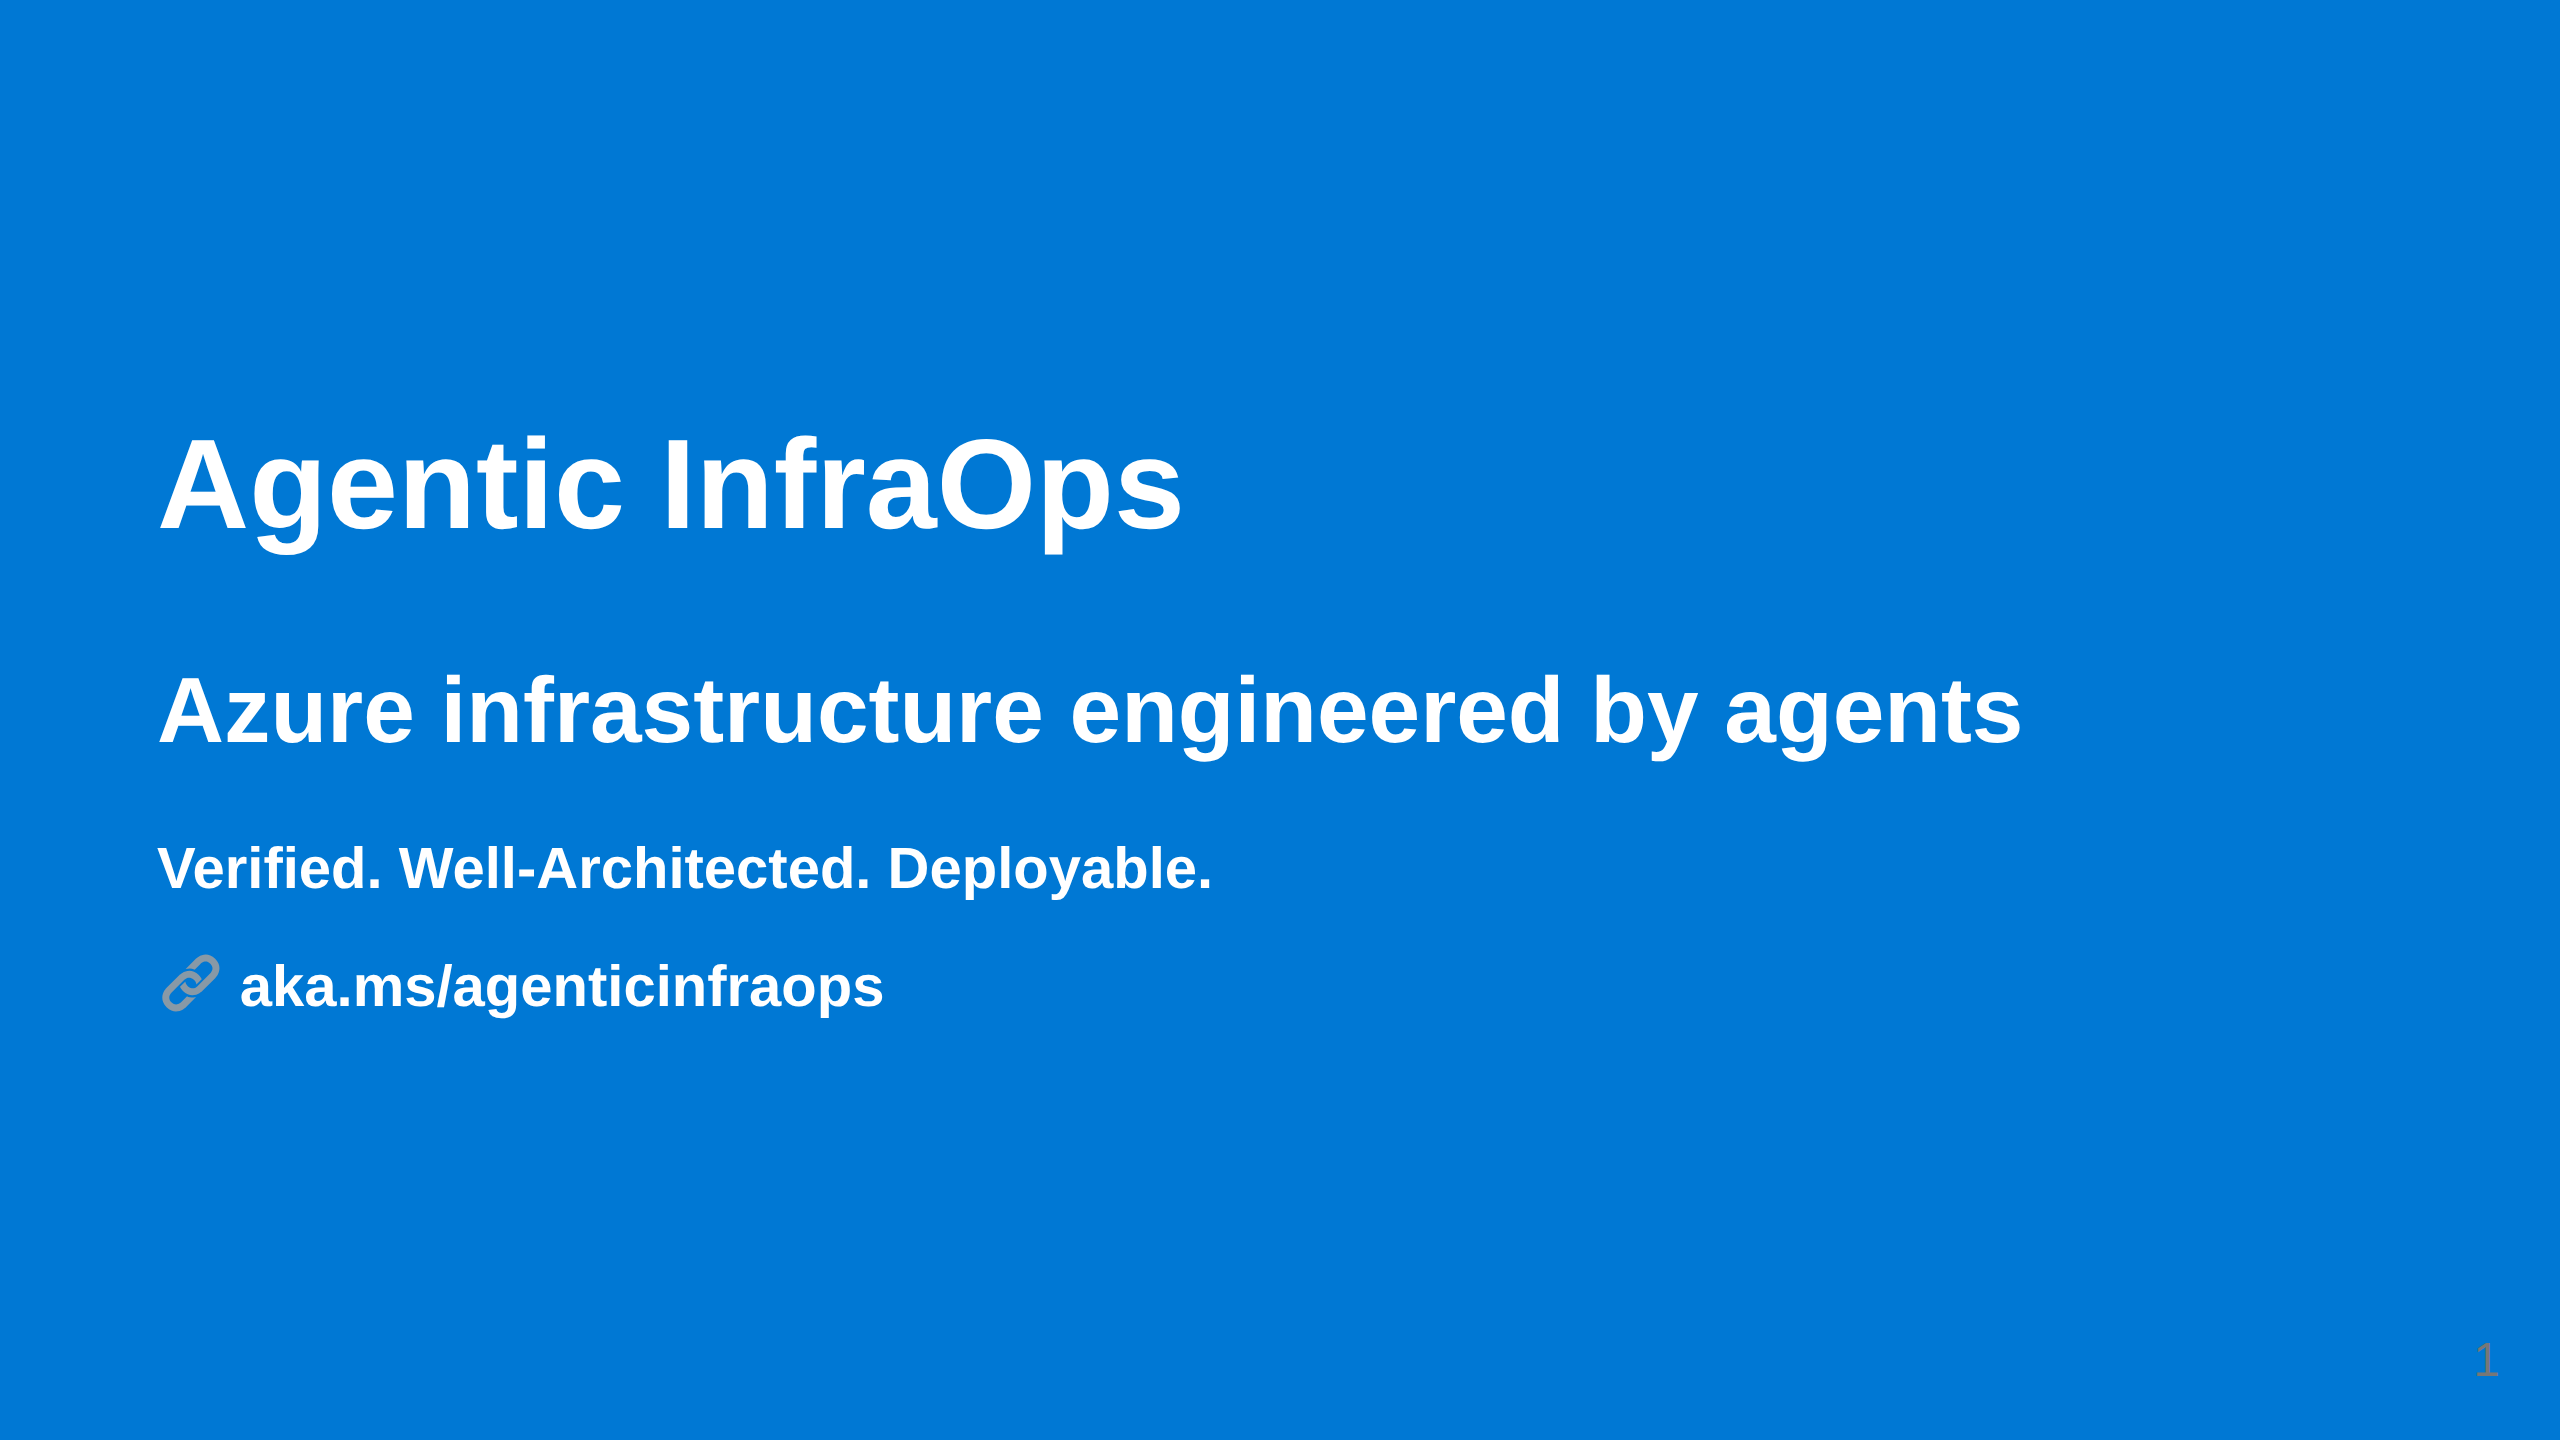 Agentic InfraOps
Azure infrastructure engineered by agents
Verified. Well-Architected. Deployable.
🔗 aka.ms/agenticinfraops
1